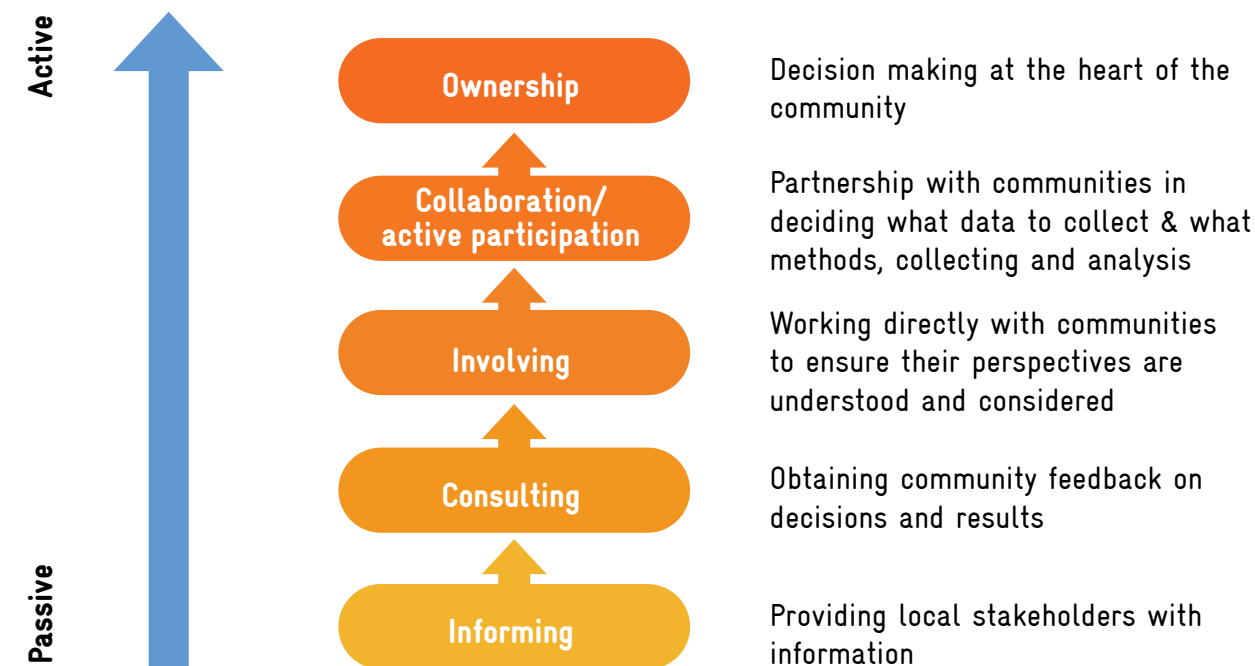 Active
Ownership
Decision making at the heart of the
community
Collaboration/
active participation
Partnership with communities in
deciding what data to collect & what
methods, collecting and analysis
Involving
Working directly with communities
to ensure their perspectives are
understood and considered
Consulting
Obtaining community feedback on
decisions and results
Passive
Informing
Providing local stakeholders with
information